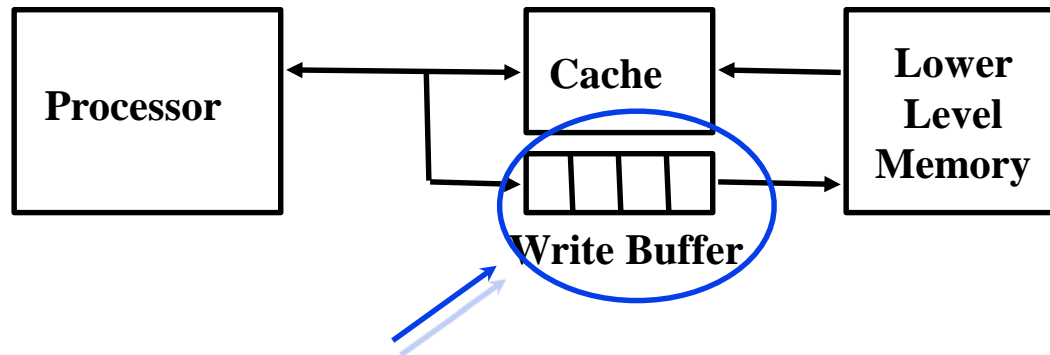 Processor
Cache
Lower
Level
Memory
Write Buffer